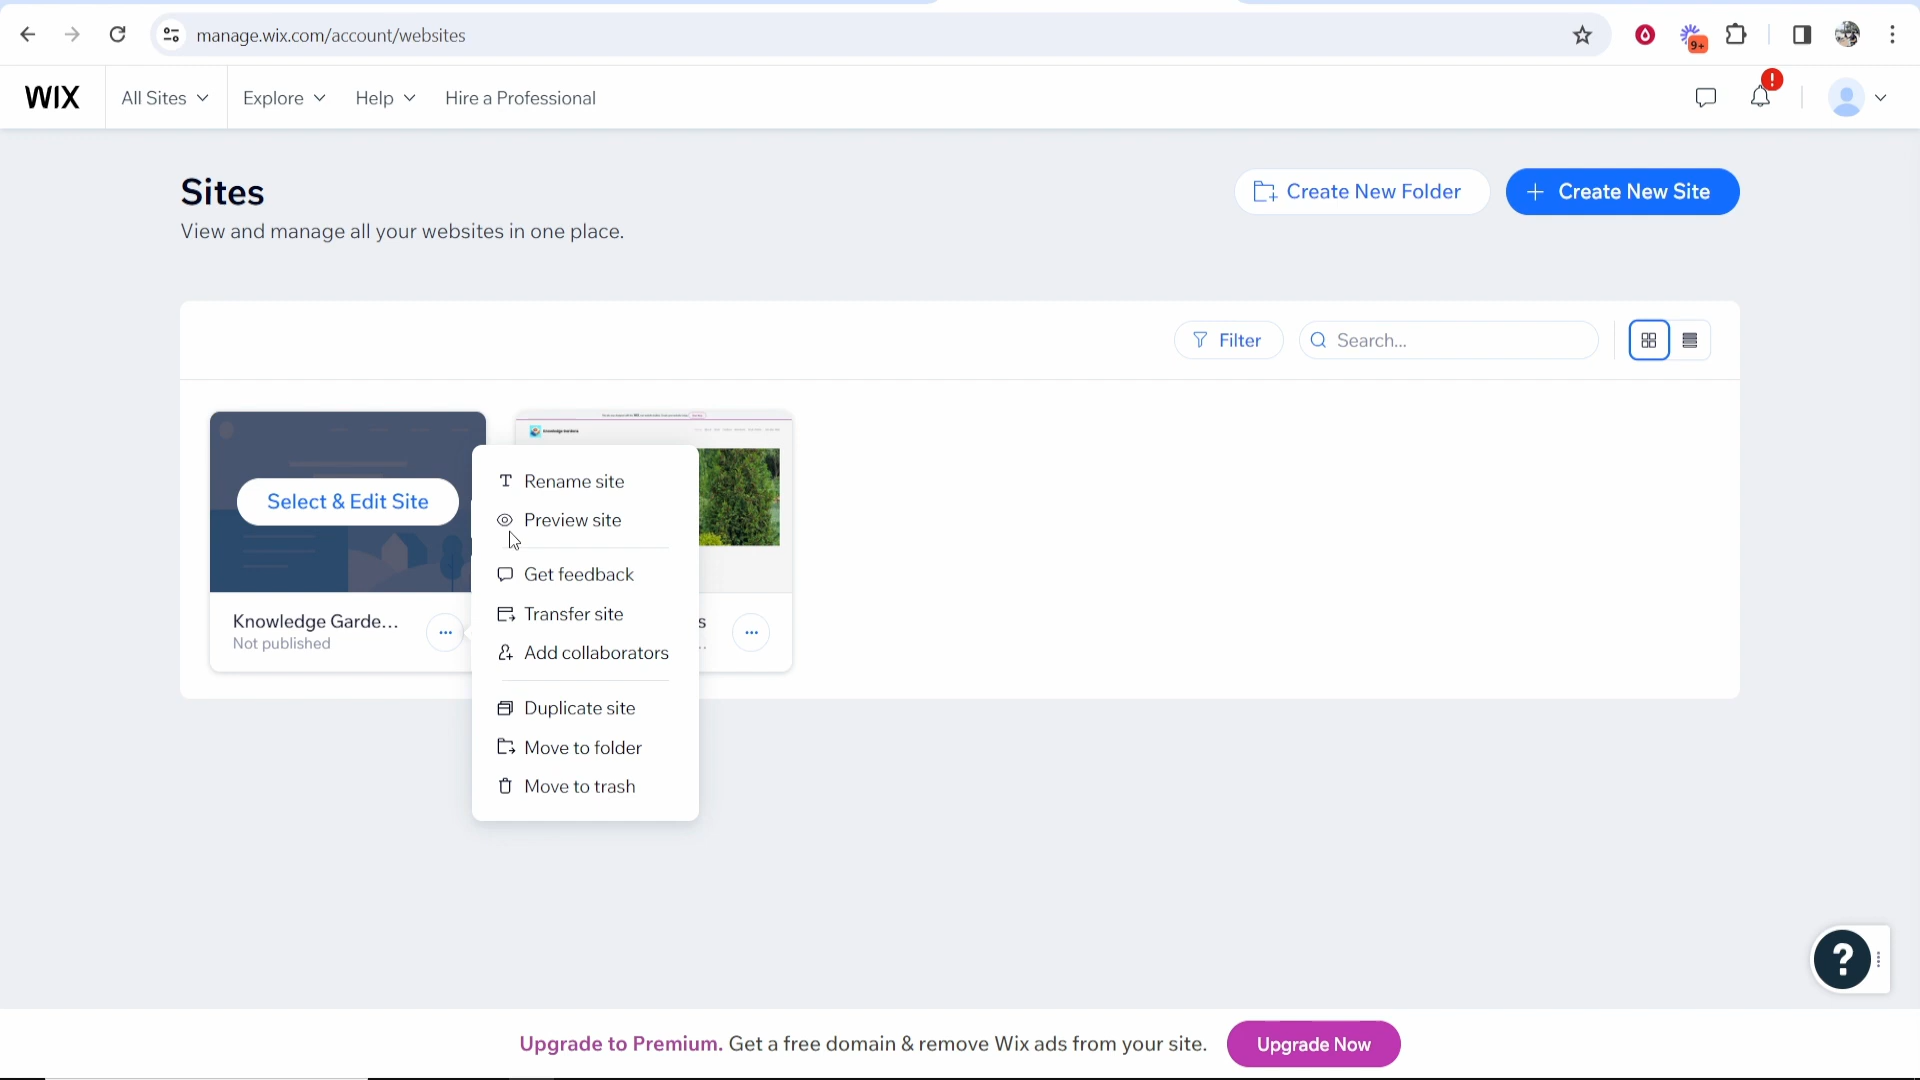 manage.wix.com/account/websites
9+
WIX
All Sites
Explore
Help
Hire a Professional
!
Sites
View and manage all your websites in one place.
Create New Folder
+ Create New Site
Filter
Search...
Select & Edit Site
Knowledge Garde...
Not published
...
s
..
...
Rename site
Preview site
Get feedback
Transfer site
Add collaborators
Duplicate site
Move to folder
Move to trash
?
Upgrade to Premium. Get a free domain & remove Wix ads from your site.
Upgrade Now